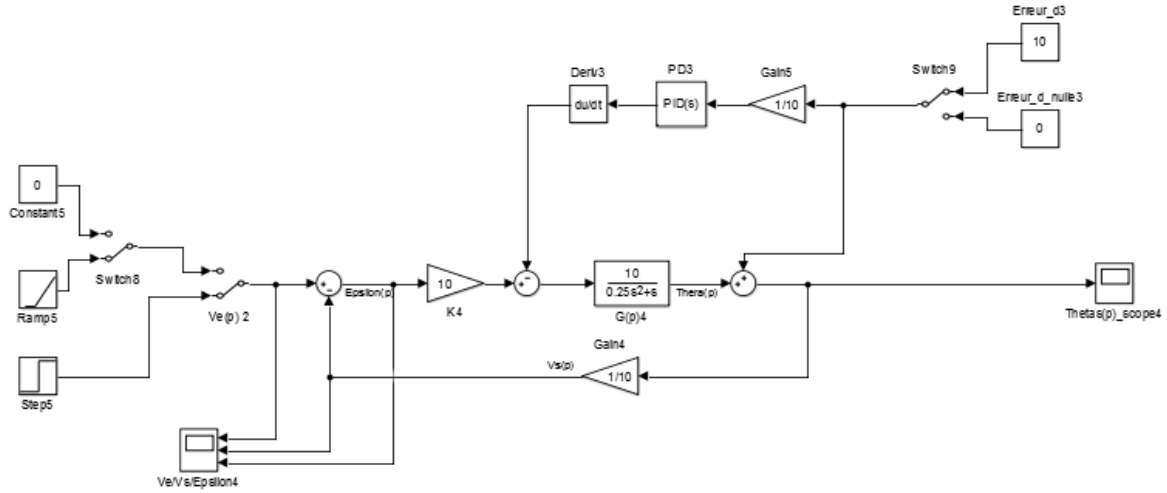 Erreur_d3
10
Switch9
Deriv3
PD3
Gain5
du/dt
PID(s)
1/10
Erreur_d_nulle3
0
0
Constant5
Switch8
Ramp5
Ve(p) 2
Step5
Epsilon(p)
10
K4
10
0.25s²+s
G(p)4
Thera(p)
Thetas(p)_scope4
Gain4
Vs(p)
1/10
Ve/Vs/Epsilon4